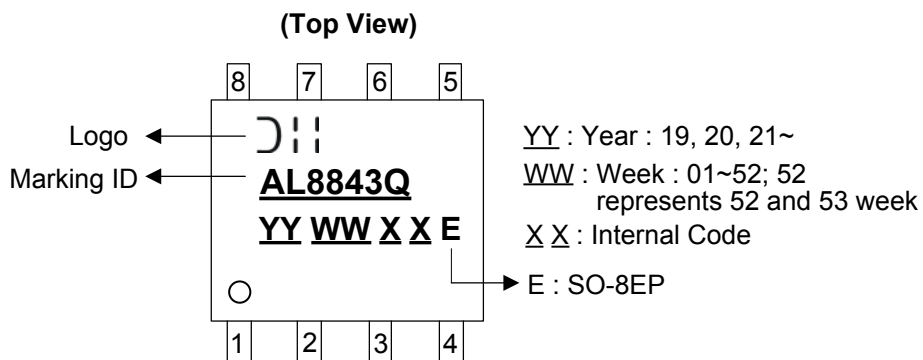 (Top View)
8 7 6 5
Logo
Marking ID
AL8843Q
YY WW X X E
YY : Year : 19, 20, 21~
WW : Week : 01~52; 52
represents 52 and 53 week
X X : Internal Code
E : SO-8EP
1 2 3 4